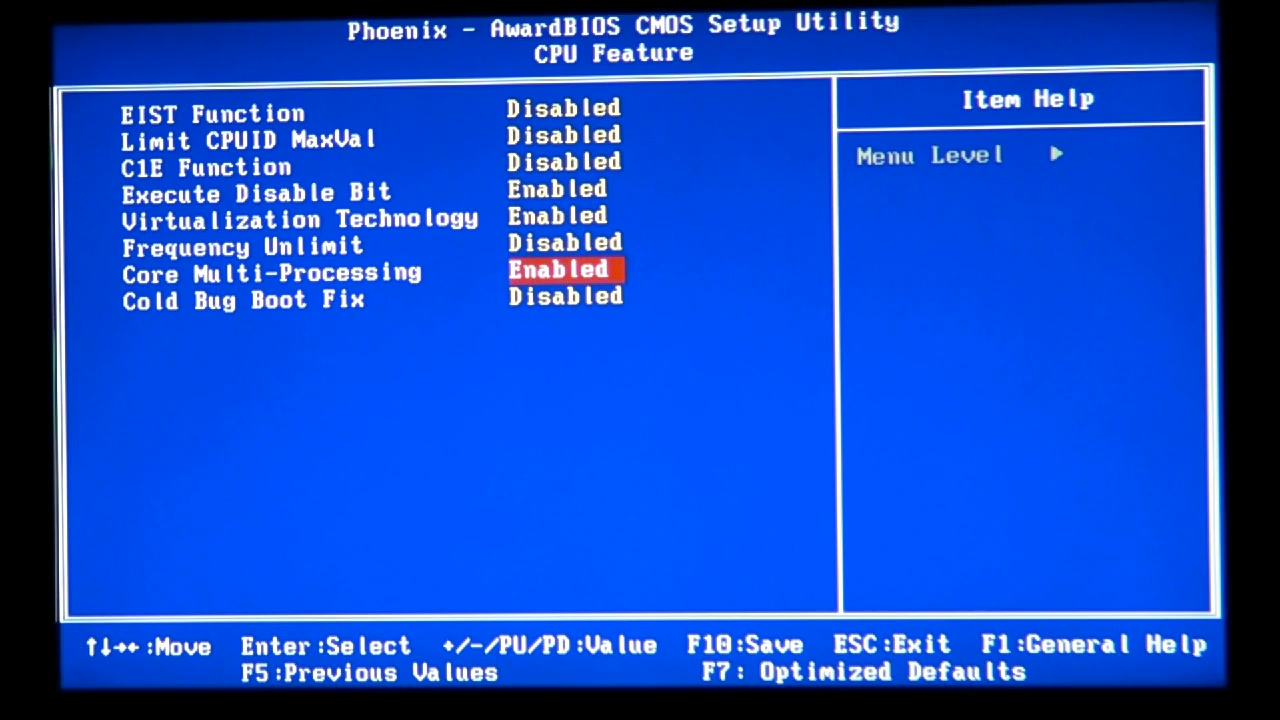 Phoenix - AwardBIOS CMOS Setup Utility
CPU Feature
EIST Function Disabled
Limit CPUID MaxVal Disabled
C1E Function Disabled
Execute Disable Bit Enabled
Virtualization Technology Enabled
Frequency Unlimit Disabled
Core Multi-Processing Enabled
Cold Bug Boot Fix Disabled
Item Help
Menu Level ►
↑↓→←:Move Enter:Select +/-/PU/PD:Value F10:Save ESC:Exit F1:General Help
F5:Previous Values F7: Optimized Defaults